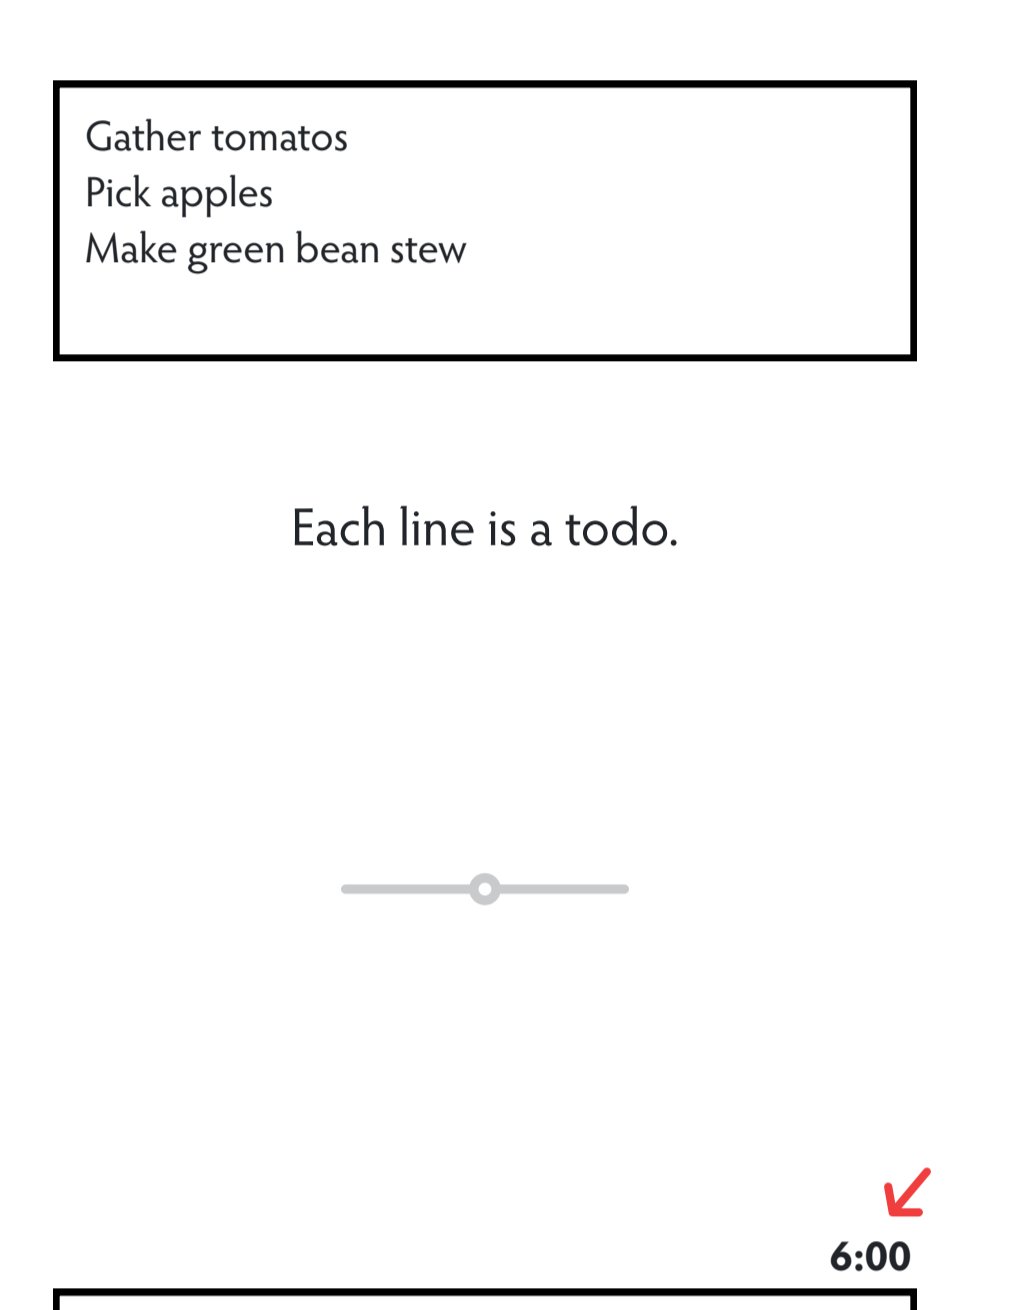 Gather tomatos
Pick apples
Make green bean stew
Each line is a todo.
6:00